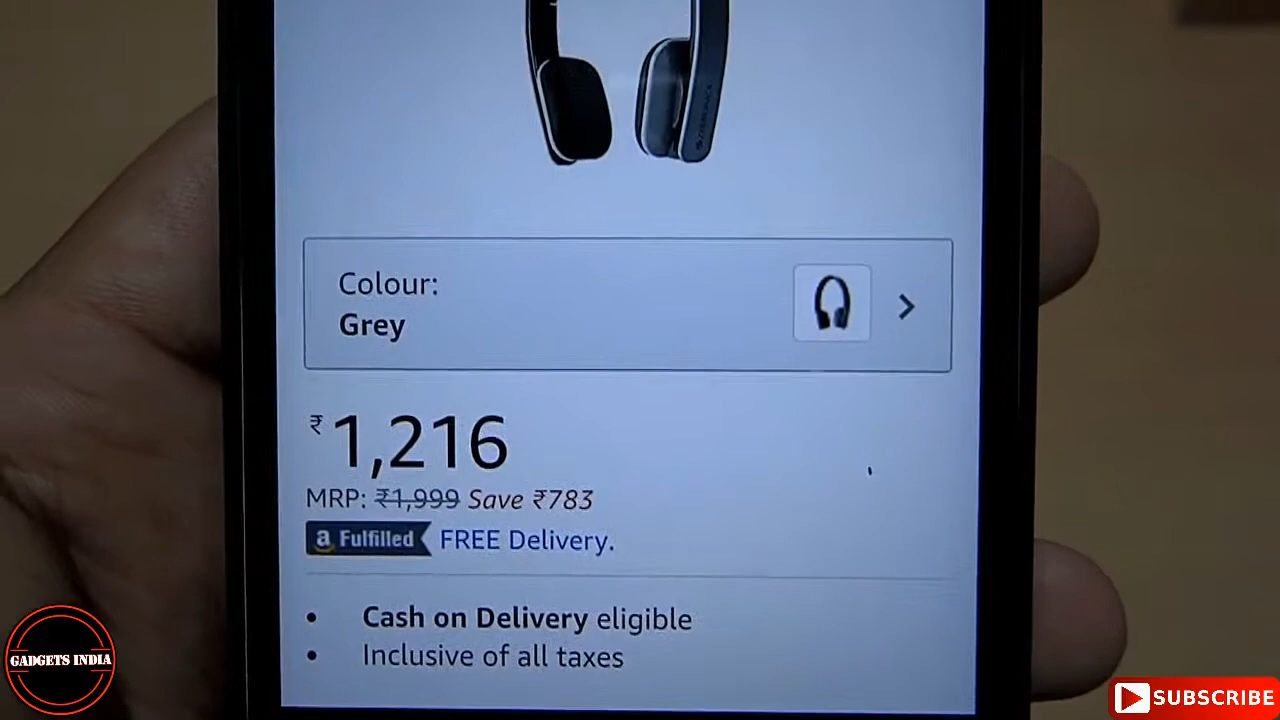 ZEBRONICS
Colour:
Grey
₹1,216
MRP: ₹1,999 Save ₹783
a Fulfilled FREE Delivery.
• Cash on Delivery eligible
• Inclusive of all taxes
GADGETS INDIA
SUBSCRIBE